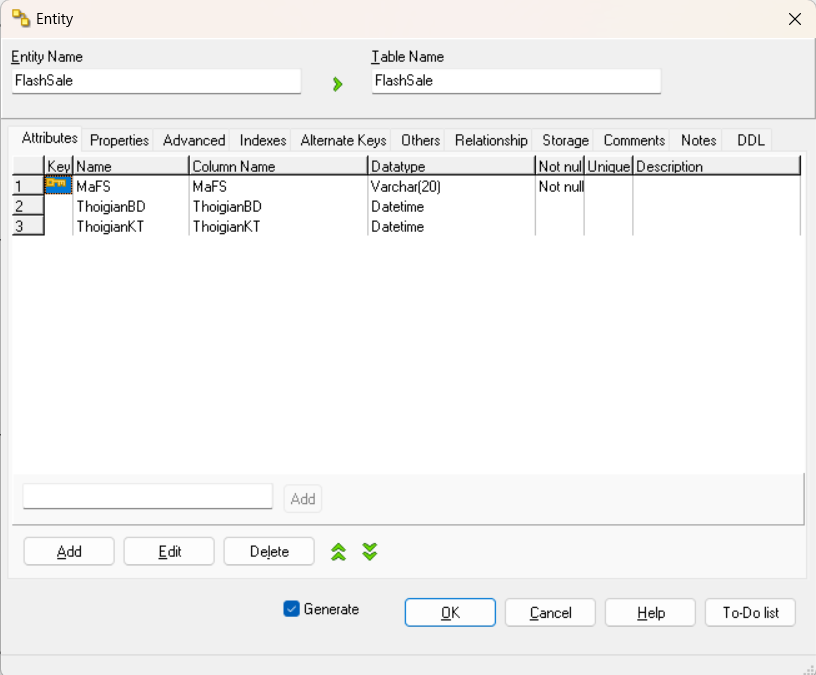 Entity
Entity Name
Table Name
FlashSale
FlashSale
Attributes Properties Advanced Indexes Alternate Keys Others Relationship Storage Comments Notes DDL
Key Name Column Name Datatype Not nul Unique Description
1 MaFS MaFS Varchar(20) Not null
2 ThoigianBD ThoigianBD Datetime
3 ThoigianKT ThoigianKT Datetime
Add
Add Edit Delete
Generate OK Cancel Help To-Do list